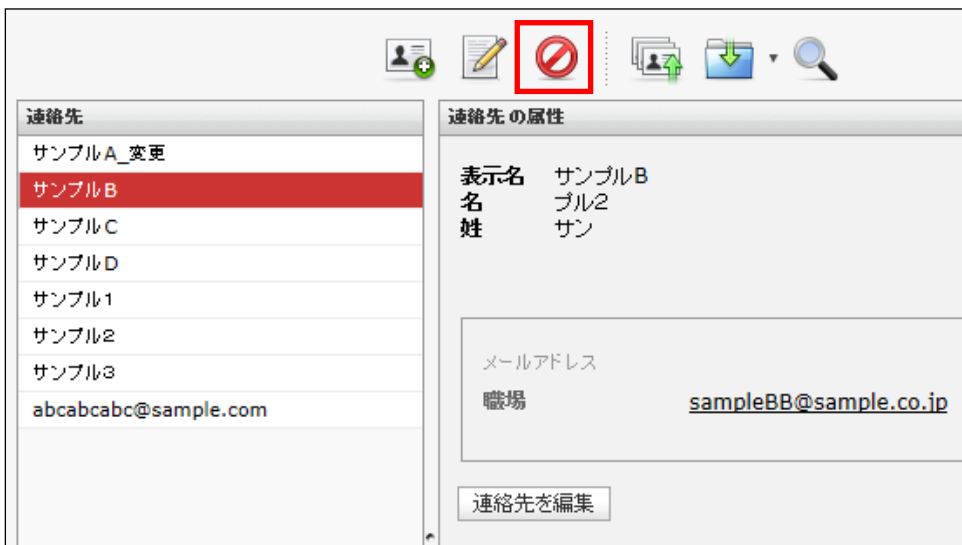 連絡先
サンプルA_変更
サンプルB
サンプルC
サンプルD
サンプル1
サンプル2
サンプル3
abcabcabc@sample.com
連絡先の属性
表示名 サンプルB
名 プル2
姓 サン
メールアドレス
職場 sampleBB@sample.co.jp
連絡先を編集